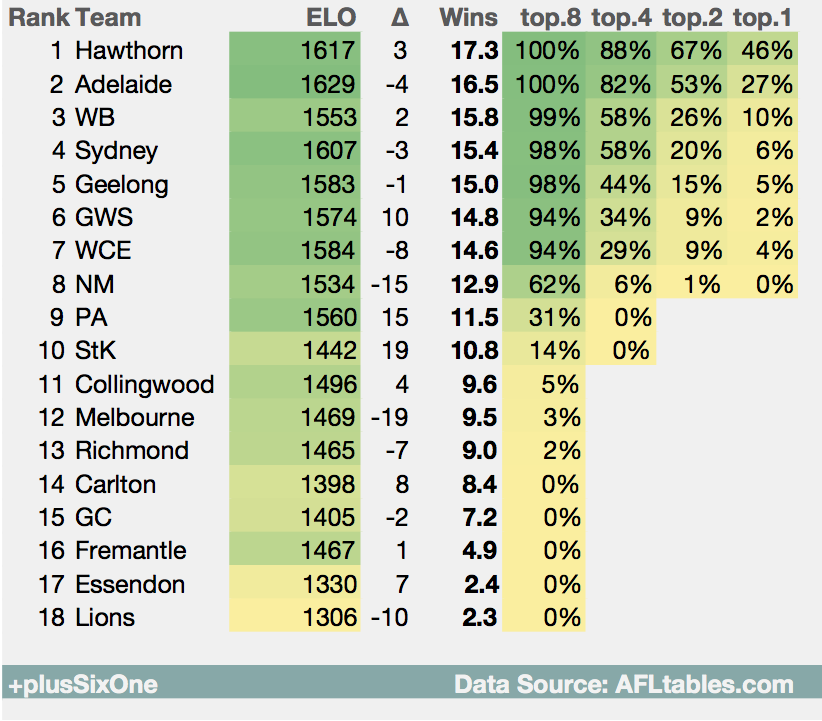 Rank Team ELO Δ Wins top.8 top.4 top.2 top.1
1 Hawthorn 1617 3 17.3 100% 88% 67% 46%
2 Adelaide 1629 -4 16.5 100% 82% 53% 27%
3 WB 1553 2 15.8 99% 58% 26% 10%
4 Sydney 1607 -3 15.4 98% 58% 20% 6%
5 Geelong 1583 -1 15.0 98% 44% 15% 5%
6 GWS 1574 10 14.8 94% 34% 9% 2%
7 WCE 1584 -8 14.6 94% 29% 9% 4%
8 NM 1534 -15 12.9 62% 6% 1% 0%
9 PA 1560 15 11.5 31% 0%
10 StK 1442 19 10.8 14% 0%
11 Collingwood 1496 4 9.6 5%
12 Melbourne 1469 -19 9.5 3%
13 Richmond 1465 -7 9.0 2%
14 Carlton 1398 8 8.4 0%
15 GC 1405 -2 7.2 0%
16 Fremantle 1467 1 4.9 0%
17 Essendon 1330 7 2.4 0%
18 Lions 1306 -10 2.3 0%
+plusSixOne Data Source: AFLtables.com